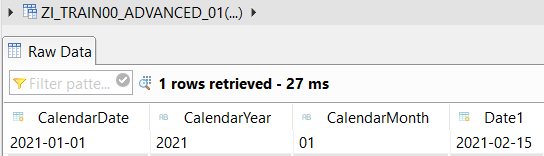 ZI_TRAIN00_ADVANCED_01(...)
Raw Data
Filter patte... 1 rows retrieved - 27 ms
CalendarDate CalendarYear CalendarMonth Date1
2021-01-01 2021 01 2021-02-15